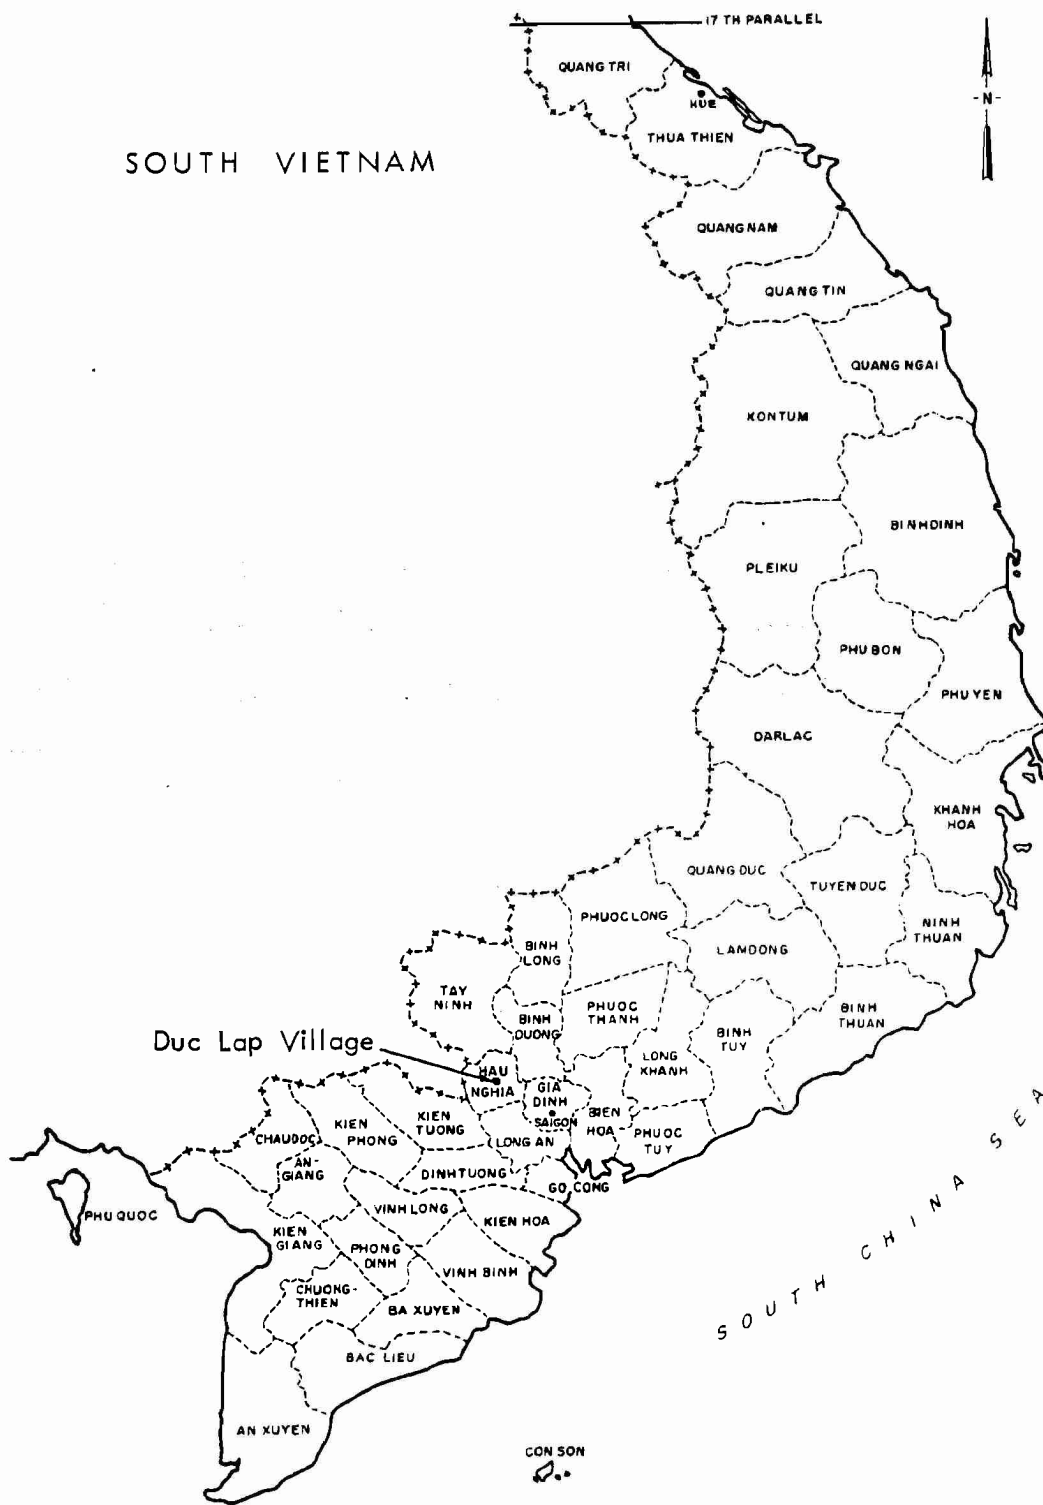 17 TH PARALLEL
QUANG TRI
-N-
HUE
THUA THIEN
SOUTH VIETNAM
QUANG NAM
QUANG TIN
QUANG NGAI
KONTUM
BINH DINH
PLEIKU
PHU BON
PHU YEN
DARLAC
KHANH
HOA
QUANG DUC
TUYEN DUC
PHUOC LONG
NINH
THUAN
BINH
LONG
LAMDONG
TAY
NINH
PHUOC
THANH
BINH
THUAN
BINH
DUONG
BINH
TUY
Duc Lap Village
LONG
KHANH
HAU
NGHIA
GIA
DINH
SAIGON
BIEN
HOA
KIEN
TUONG
KIEN
PHONG
CHAUDOC
LONG AN
PHUOC
TUY
AN-
GIANG
DINH TUONG
GO CONG
PHU QUOC
VINH LONG
KIEN HOA
KIEN
GIANG
PHONG
DINH
VINH BINH
CHUONG-
THIEN
BA XUYEN
SOUTH CHINA SEA
BAC LIEU
AN XUYEN
CON SON